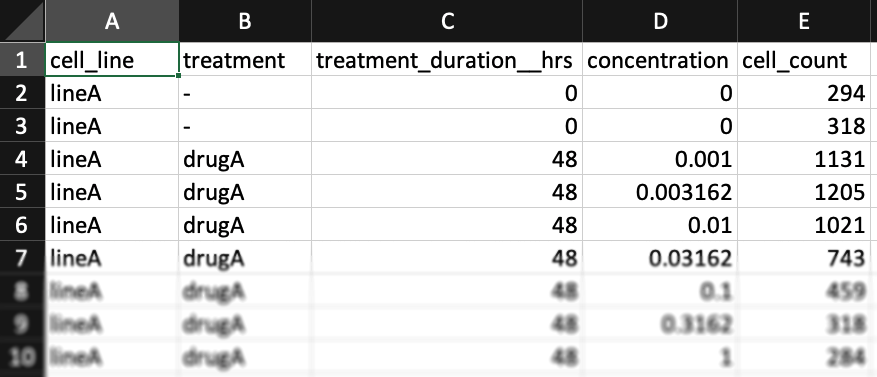 A B C D E
1 cell_line treatment treatment_duration__hrs concentration cell_count
2 lineA - 0 0 294
3 lineA - 0 0 318
4 lineA drugA 48 0.001 1131
5 lineA drugA 48 0.003162 1205
6 lineA drugA 48 0.01 1021
7 lineA drugA 48 0.03162 743
8 lineA drugA 48 0.1 459
9 lineA drugA 48 0.3162 318
10 lineA drugA 48 1 284